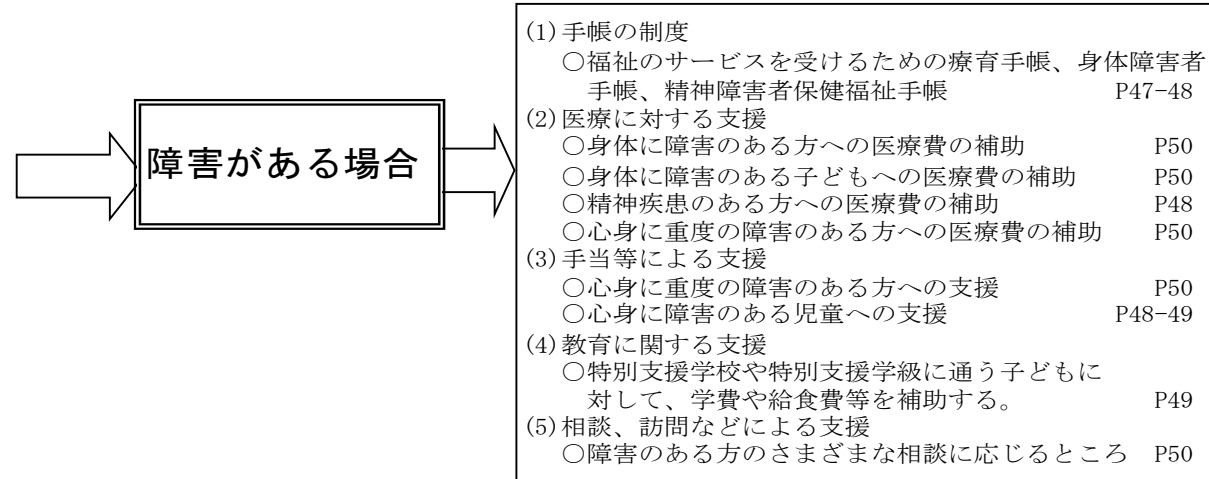 障害がある場合
(1)手帳の制度
○福祉のサービスを受けるための療育手帳、身体障害者
手帳、精神障害者保健福祉手帳 P47-48
(2)医療に対する支援
○身体に障害のある方への医療費の補助 P50
○身体に障害のある子どもへの医療費の補助 P50
○精神疾患のある方への医療費の補助 P48
○心身に重度の障害のある方への医療費の補助 P50
(3)手当等による支援
○心身に重度の障害のある方への支援 P50
○心身に障害のある児童への支援 P48-49
(4)教育に関する支援
○特別支援学校や特別支援学級に通う子どもに
対して、学費や給食費等を補助する。 P49
(5)相談、訪問などによる支援
○障害のある方のさまざまな相談に応じるところ P50